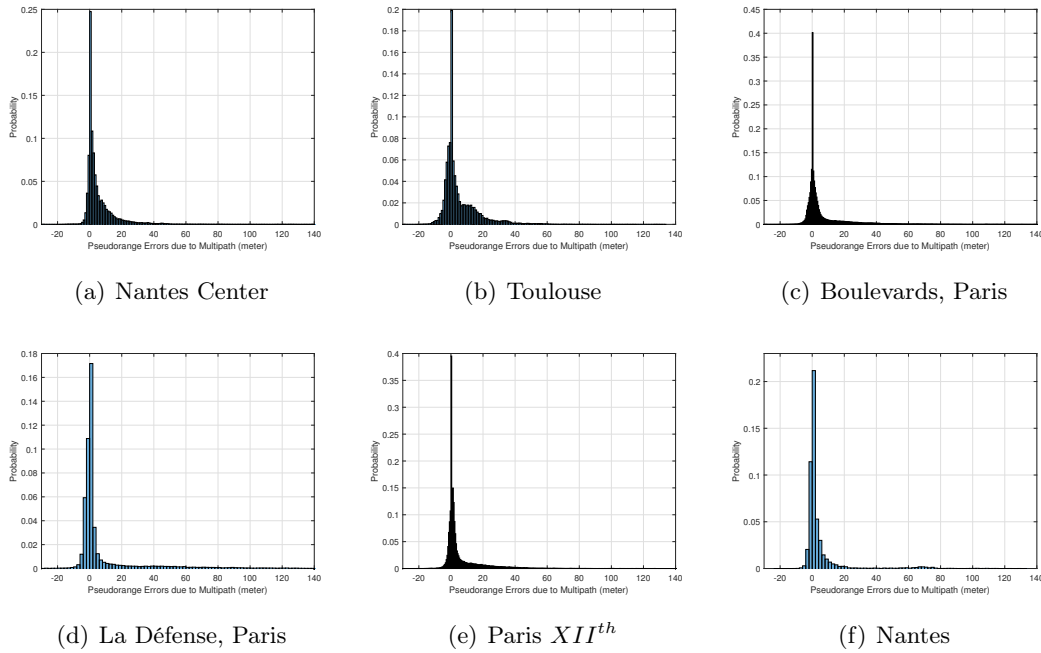 0.25
0.2
0.15
0.1
0.05
0
Probability
-20 0 20 40 60 80 100 120 140
Pseudorange Errors due to Multipath (meter)
(a) Nantes Center
0.2
0.18
0.16
0.14
0.12
0.1
0.08
0.06
0.04
0.02
0
Probability
-20 0 20 40 60 80 100 120 140
Pseudorange Errors due to Multipath (meter)
(b) Toulouse
0.45
0.4
0.35
0.3
0.25
0.2
0.15
0.1
0.05
0
Probability
-20 0 20 40 60 80 100 120 140
Pseudorange Errors due to Multipath (meter)
(c) Boulevards, Paris
0.18
0.16
0.14
0.12
0.1
0.08
0.06
0.04
0.02
0
Probability
-20 0 20 40 60 80 100 120 140
Pseudorange Errors due to Multipath (meter)
(d) La Défense, Paris
0.4
0.35
0.3
0.25
0.2
0.15
0.1
0.05
0
Probability
-20 0 20 40 60 80 100 120 140
Pseudorange Errors due to Multipath (meter)
(e) Paris XIIth
0.2
0.15
0.1
0.05
0
Probability
-20 0 20 40 60 80 100 120 140
Pseudorange Errors due to Multipath (meter)
(f) Nantes